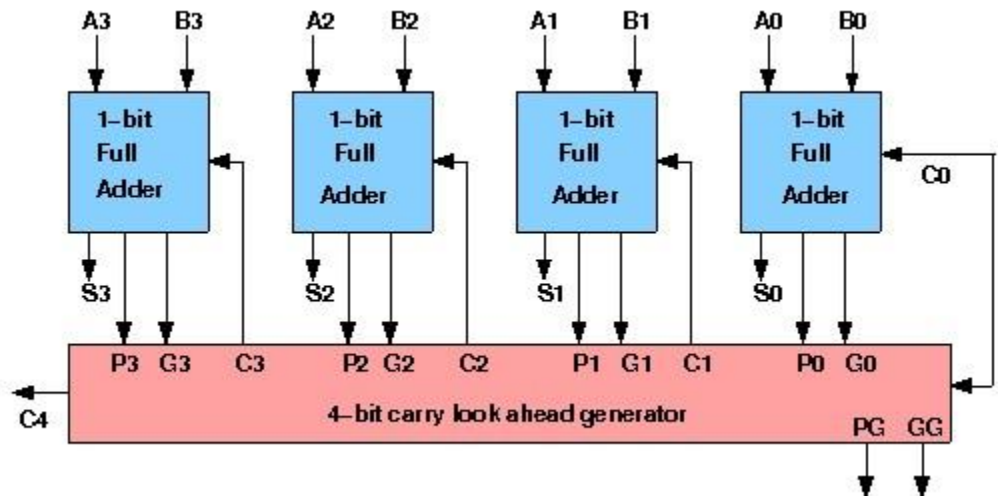 A3 B3 A2 B2 A1 B1 A0 B0
1-bit Full Adder
1-bit Full Adder
1-bit Full Adder
1-bit Full Adder
C0
S3 S2 S1 S0
P3 G3 C3 P2 G2 C2 P1 G1 C1 P0 G0
C4
4-bit carry look ahead generator
PG GG